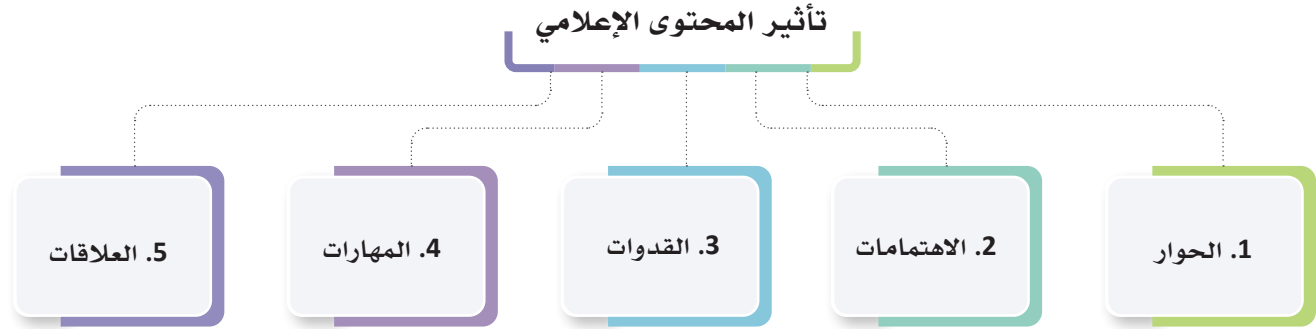 تأثير المحتوى الإعلامي
1. الحوار
2. الاهتمامات
3. القدوات
4. المهارات
5. العلاقات